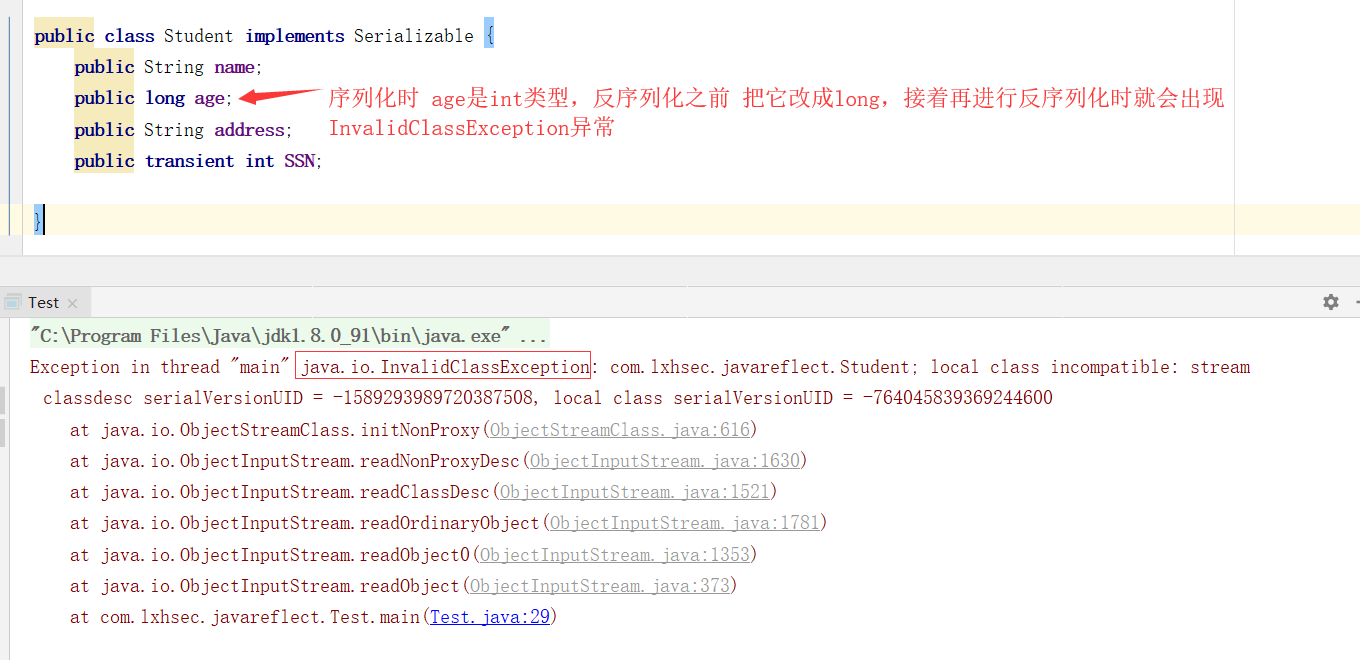 public class Student implements Serializable {
public String name;
public long age;
序列化时 age是int类型，反序列化之前 把它改成long，接着再进行反序列化时就会出现
InvalidClassException异常
public String address;
public transient int SSN;
}
Test
"C:\Program Files\Java\jdk1.8.0_91\bin\java.exe" ...
Exception in thread "main" java.io.InvalidClassException: com.lxhsec.javareflect.Student; local class incompatible: stream
classdesc serialVersionUID = -1589293989720387508, local class serialVersionUID = -764045839369244600
at java.io.ObjectStreamClass.initNonProxy(ObjectStreamClass.java:616)
at java.io.ObjectInputStream.readNonProxyDesc(ObjectInputStream.java:1630)
at java.io.ObjectInputStream.readClassDesc(ObjectInputStream.java:1521)
at java.io.ObjectInputStream.readOrdinaryObject(ObjectInputStream.java:1781)
at java.io.ObjectInputStream.readObject0(ObjectInputStream.java:1353)
at java.io.ObjectInputStream.readObject(ObjectInputStream.java:373)
at com.lxhsec.javareflect.Test.main(Test.java:29)